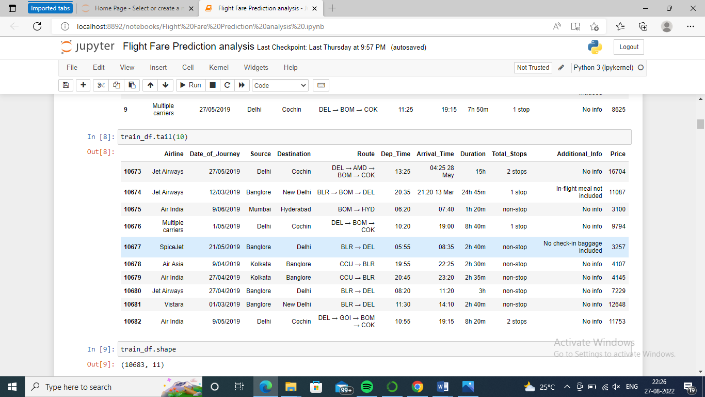 Imported tabs
Home Page - Select or create a n
Flight Fare Prediction analysis -
localhost:8892/notebooks/Flight%20Fare%20Prediction%20analysis%20.ipynb
jupyter Flight Fare Prediction analysis Last Checkpoint: Last Thursday at 9:57 PM (autosaved)
Logout
File Edit View Insert Cell Kernel Widgets Help
Not Trusted
Python 3 (ipykernel)
Run
Code
9 Multiple carriers 27/05/2019 Delhi Cochin DEL → BOM → COK 11:25 19:15 7h 50m 1 stop No info 8625
In [8]: train_df.tail(10)
Out[8]:
Airline Date_of_Journey Source Destination Route Dep_Time Arrival_Time Duration Total_Stops Additional_Info Price
10673 Jet Airways 27/05/2019 Delhi Cochin DEL → AMD → BOM → COK 13:25 04:25 28 May 15h 2 stops No info 16704
10674 Jet Airways 12/03/2019 Banglore New Delhi BLR → BOM → DEL 20:35 21:20 13 Mar 24h 45m 1 stop In-flight meal not included 11087
10675 Air India 9/06/2019 Mumbai Hyderabad BOM → HYD 06:20 07:40 1h 20m non-stop No info 3100
10676 Multiple carriers 1/05/2019 Delhi Cochin DEL → BOM → COK 10:20 19:00 8h 40m 1 stop No info 9794
10677 SpiceJet 21/05/2019 Banglore Delhi BLR → DEL 05:55 08:35 2h 40m non-stop No check-in baggage included 3257
10678 Air Asia 9/04/2019 Kolkata Banglore CCU → BLR 19:55 22:25 2h 30m non-stop No info 4107
10679 Air India 27/04/2019 Kolkata Banglore CCU → BLR 20:45 23:20 2h 35m non-stop No info 4145
10680 Jet Airways 27/04/2019 Banglore Delhi BLR → DEL 08:20 11:20 3h non-stop No info 7229
10681 Vistara 01/03/2019 Banglore New Delhi BLR → DEL 11:30 14:10 2h 40m non-stop No info 12648
10682 Air India 9/05/2019 Delhi Cochin DEL → GOI → BOM → COK 10:55 19:15 8h 20m 2 stops No info 11753
In [9]: train_df.shape
Out[9]: (10683, 11)
Activate Windows
Go to Settings to activate Windows.
Type here to search
99+
25°C
ENG
22:26
27-08-2022
19